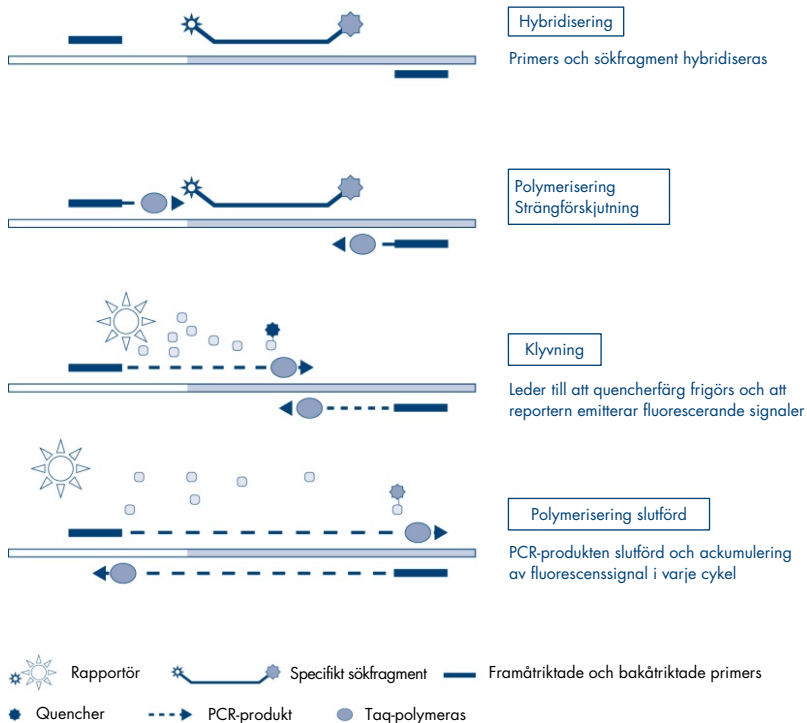 Hybridisering
Primers och sökfragment hybridiseras
Polymerisering
Strängförskjutning
Klyvning
Leder till att quencherfärg frigörs och att
reportern emitterar fluorescerande signaler
Polymerisering slutförd
PCR-produkten slutförd och ackumulering
av fluorescenssignal i varje cykel
Rapportör Specifikt sökfragment Framåtriktade och bakåtriktade primers
Quencher PCR-produkt Taq-polymeras